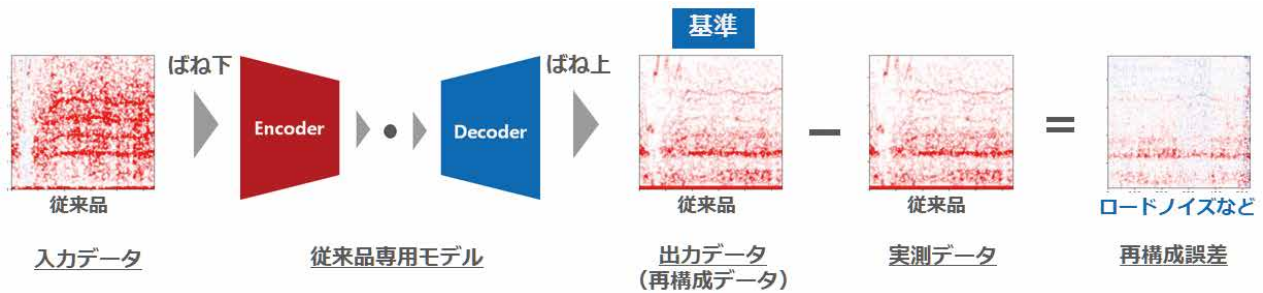 基準
ばね下
ばね上
Encoder
Decoder
従来品
従来品
従来品
ロードノイズなど
入力データ
従来品専用モデル
出力データ
(再構成データ)
実測データ
再構成誤差